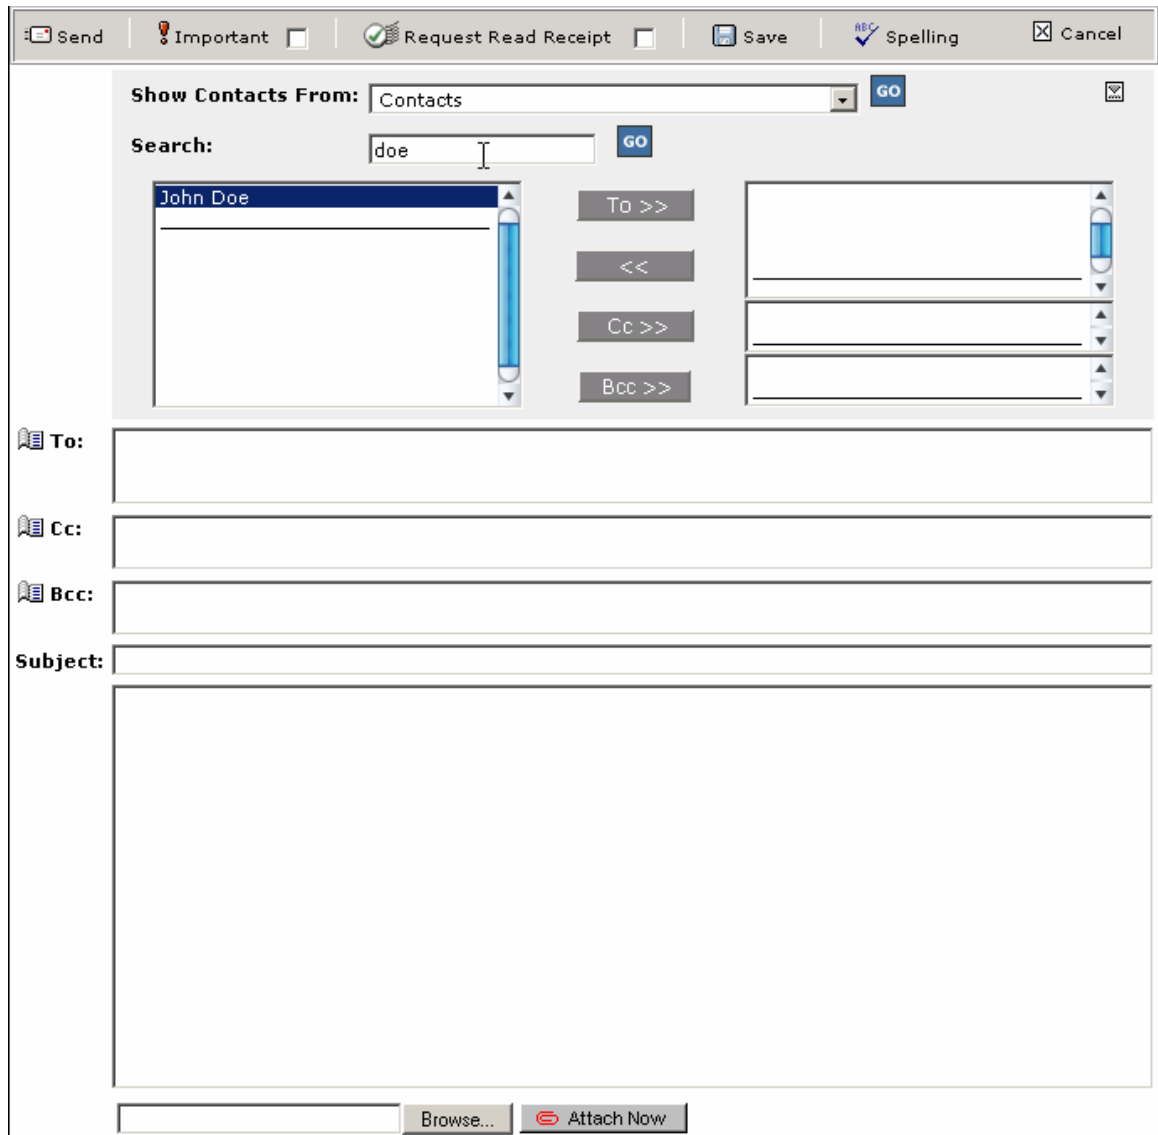 Send Important Request Read Receipt Save ABC Spelling Cancel
Show Contacts From: Contacts GO
Search: doe GO
John Doe
To >>
<<
Cc >>
Bcc >>
To:
Cc:
Bcc:
Subject:
Browse... Attach Now